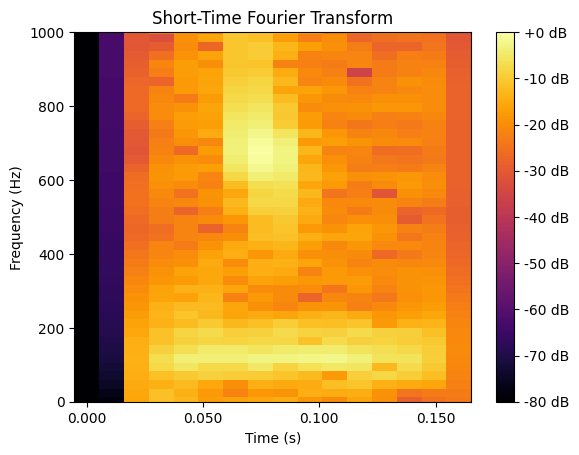 Short-Time Fourier Transform
1000
800
600
400
200
0
Frequency (Hz)
0.000
0.050
0.100
0.150
Time (s)
+0 dB
-10 dB
-20 dB
-30 dB
-40 dB
-50 dB
-60 dB
-70 dB
-80 dB